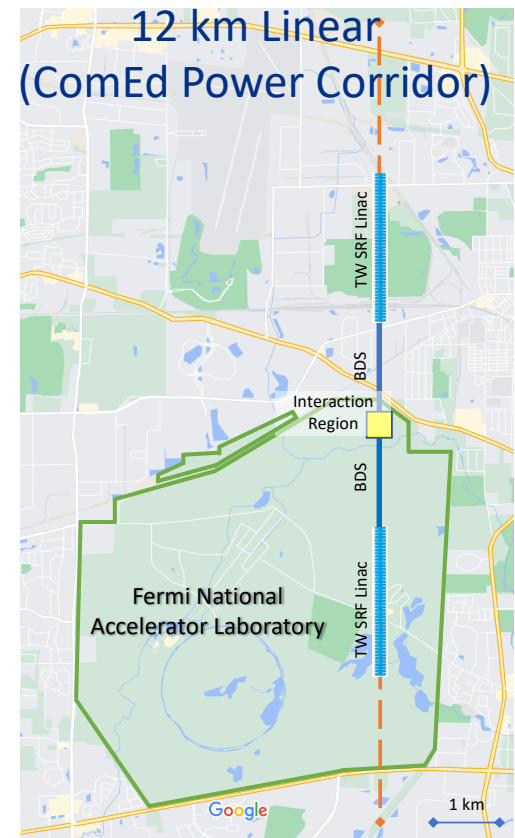 12 km Linear
(ComEd Power Corridor)
TW SRF Linac
BDS
Interaction
Region
BDS
TW SRF Linac
Fermi National
Accelerator Laboratory
Google
1 km